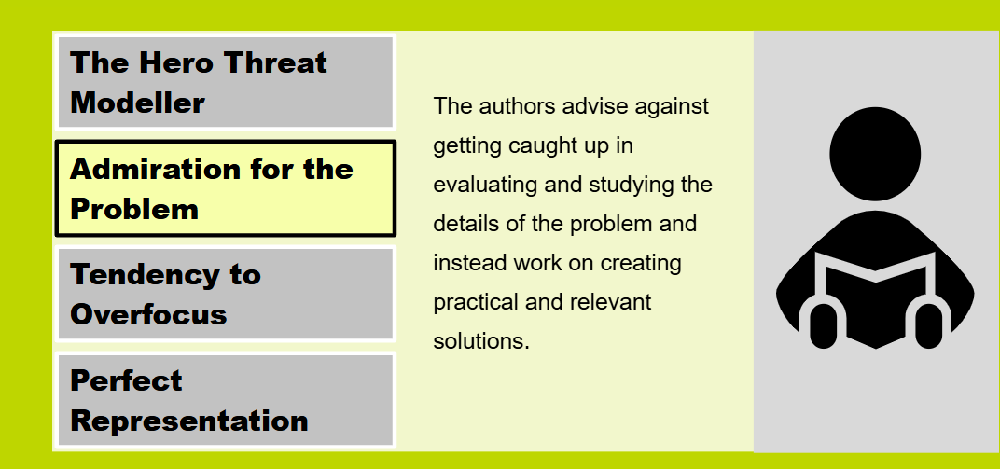 The Hero Threat
Modeller
Admiration for the
Problem
Tendency to
Overfocus
Perfect
Representation
The authors advise against
getting caught up in
evaluating and studying the
details of the problem and
instead work on creating
practical and relevant
solutions.